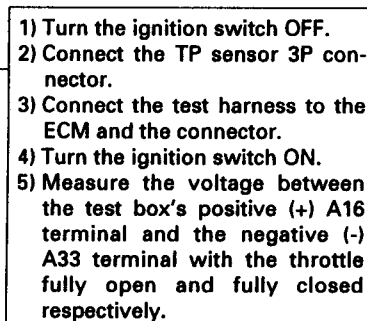 1) Turn the ignition switch OFF.
2) Connect the TP sensor 3P con-
nector.
3) Connect the test harness to the
ECM and the connector.
4) Turn the ignition switch ON.
5) Measure the voltage between
the test box's positive (+) A16
terminal and the negative (-)
A33 terminal with the throttle
fully open and fully closed
respectively.